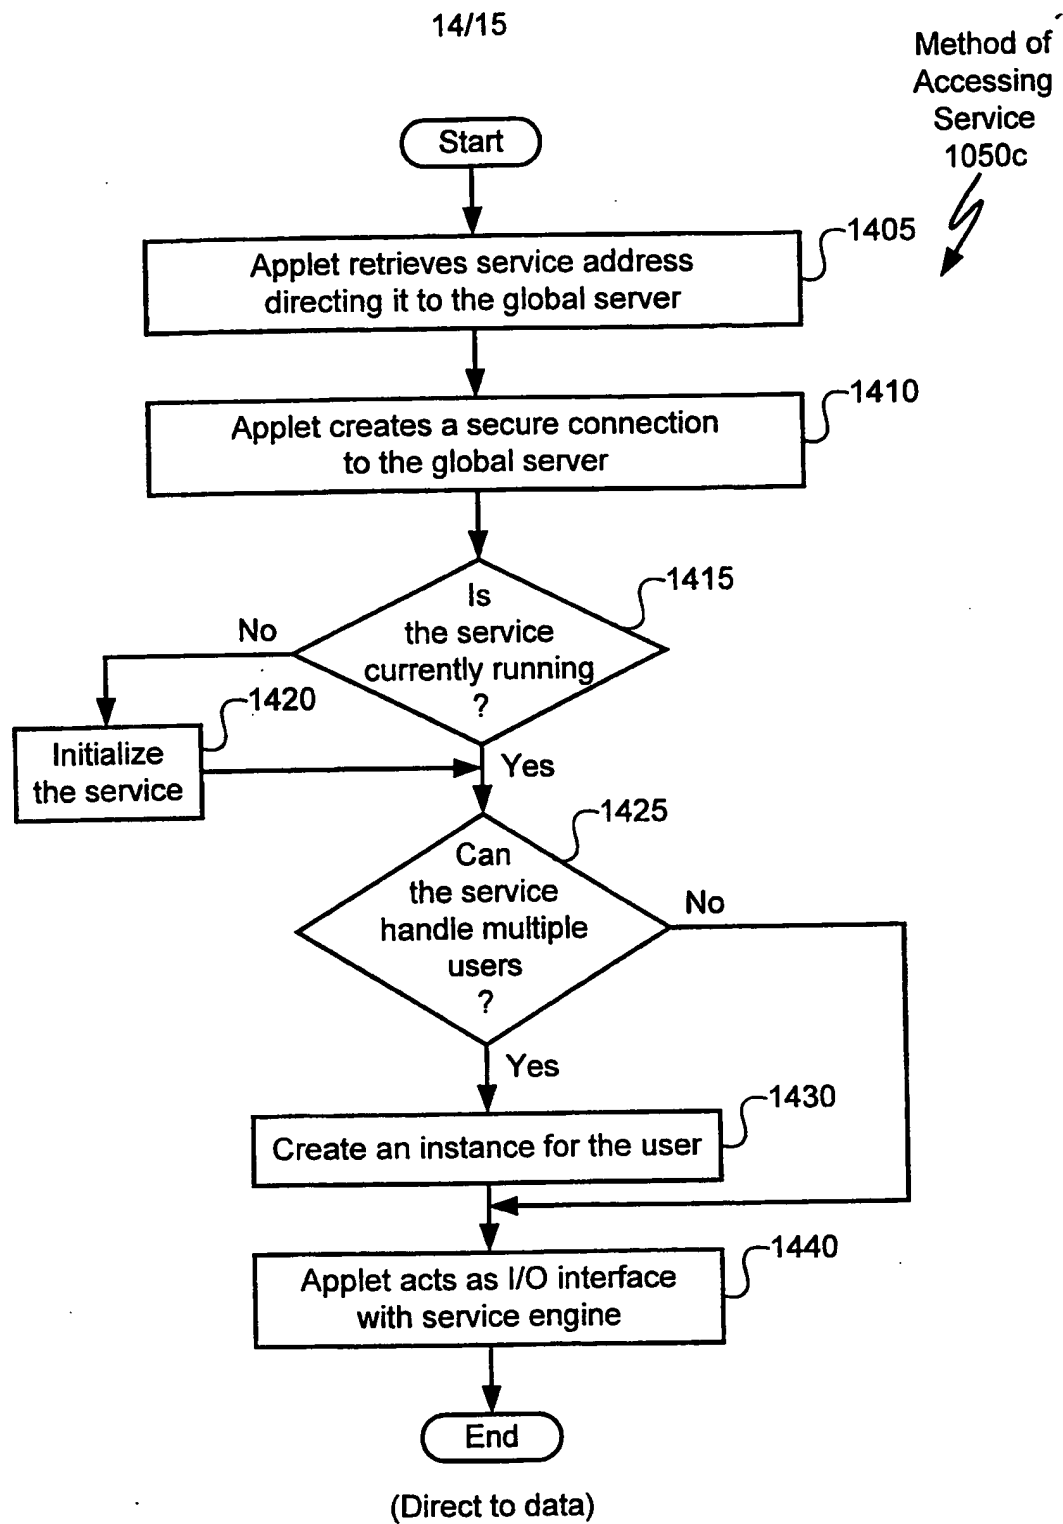 14/15
Method of
Accessing
Service
1050c
Start
1405
Applet retrieves service address
directing it to the global server
1410
Applet creates a secure connection
to the global server
1415
Is
the service
currently running
?
No
1420
Initialize
the service
Yes
1425
Can
the service
handle multiple
users
?
No
Yes
1430
Create an instance for the user
1440
Applet acts as I/O interface
with service engine
End
(Direct to data)